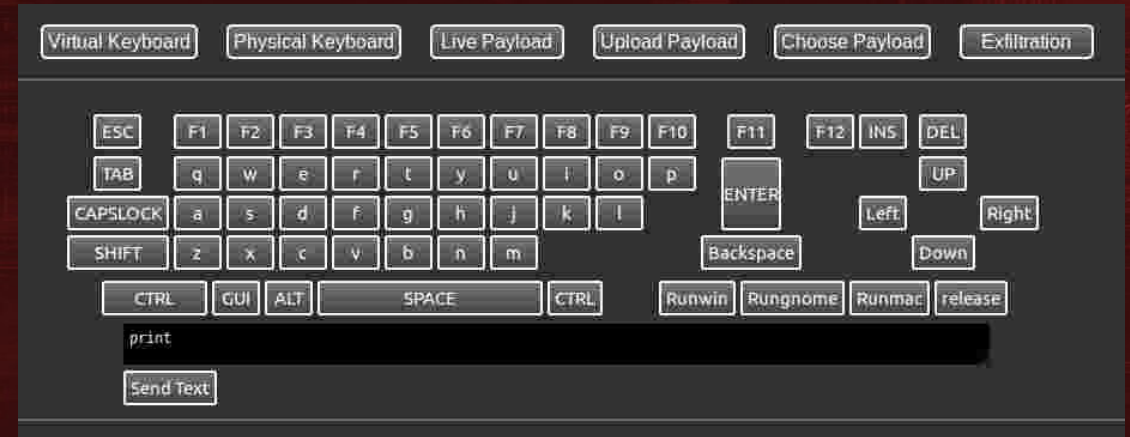 Virtual Keyboard Physical Keyboard Live Payload Upload Payload Choose Payload Exfiltration
ESC F1 F2 F3 F4 F5 F6 F7 F8 F9 F10 F11 F12 INS DEL
TAB q w e r t y u i o p ENTER UP
CAPSLOCK a s d f g h j k l Left Right
SHIFT z x c v b n m Backspace Down
CTRL GUI ALT SPACE CTRL Runwin Rungnome Runmac release
print
Send Text